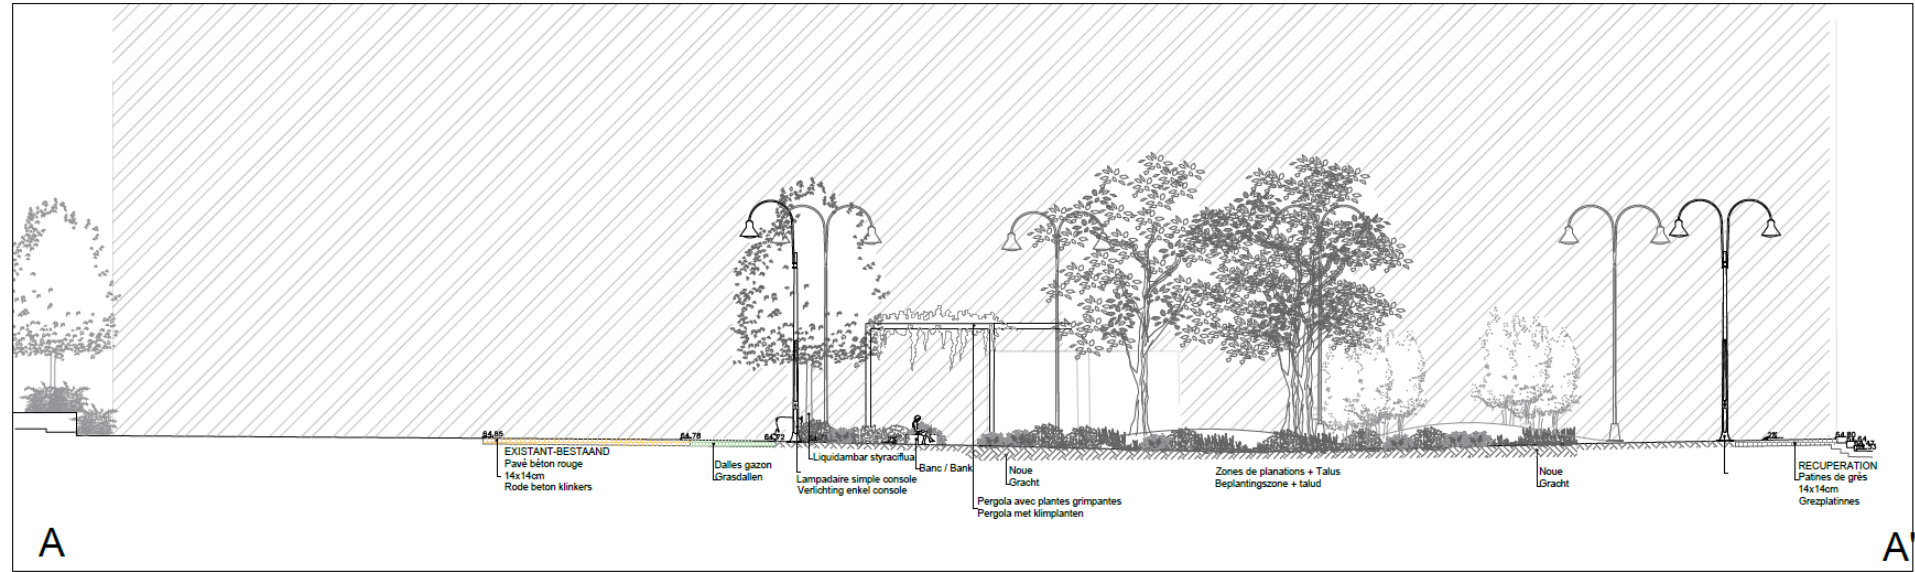 64.85
64.78
64.72
2%
64.80
EXISTANT-BESTAAND
Pavé béton rouge
14x14cm
Rode beton klinkers
Dalles gazon
Grasdallen
Liquidambar styraciflua
Lampadaire simple console
Verlichting enkel console
Banc / Bank
Noue
Gracht
Pergola avec plantes grimpantes
Pergola met klimplanten
Zones de planations + Talus
Beplantingszone + talud
Noue
Gracht
RECUPERATION
Patines de grès
14x14cm
Grezplatinnes
A
A'